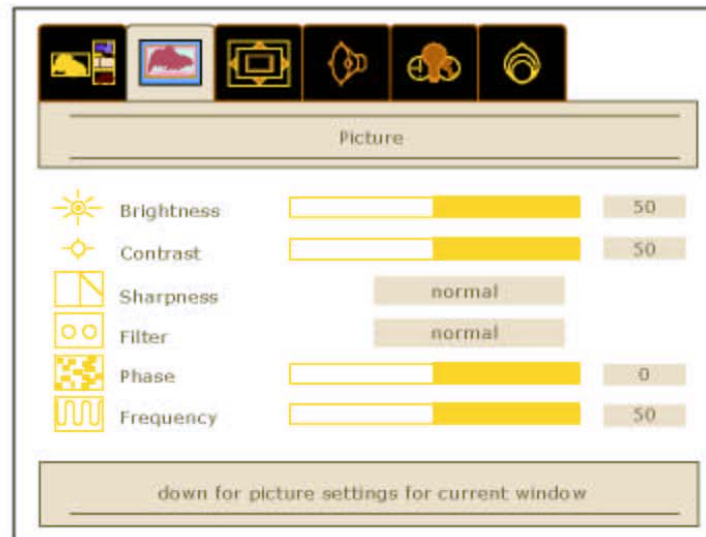 Picture
Brightness 50
Contrast 50
Sharpness normal
Filter normal
Phase 0
Frequency 50
down for picture settings for current window